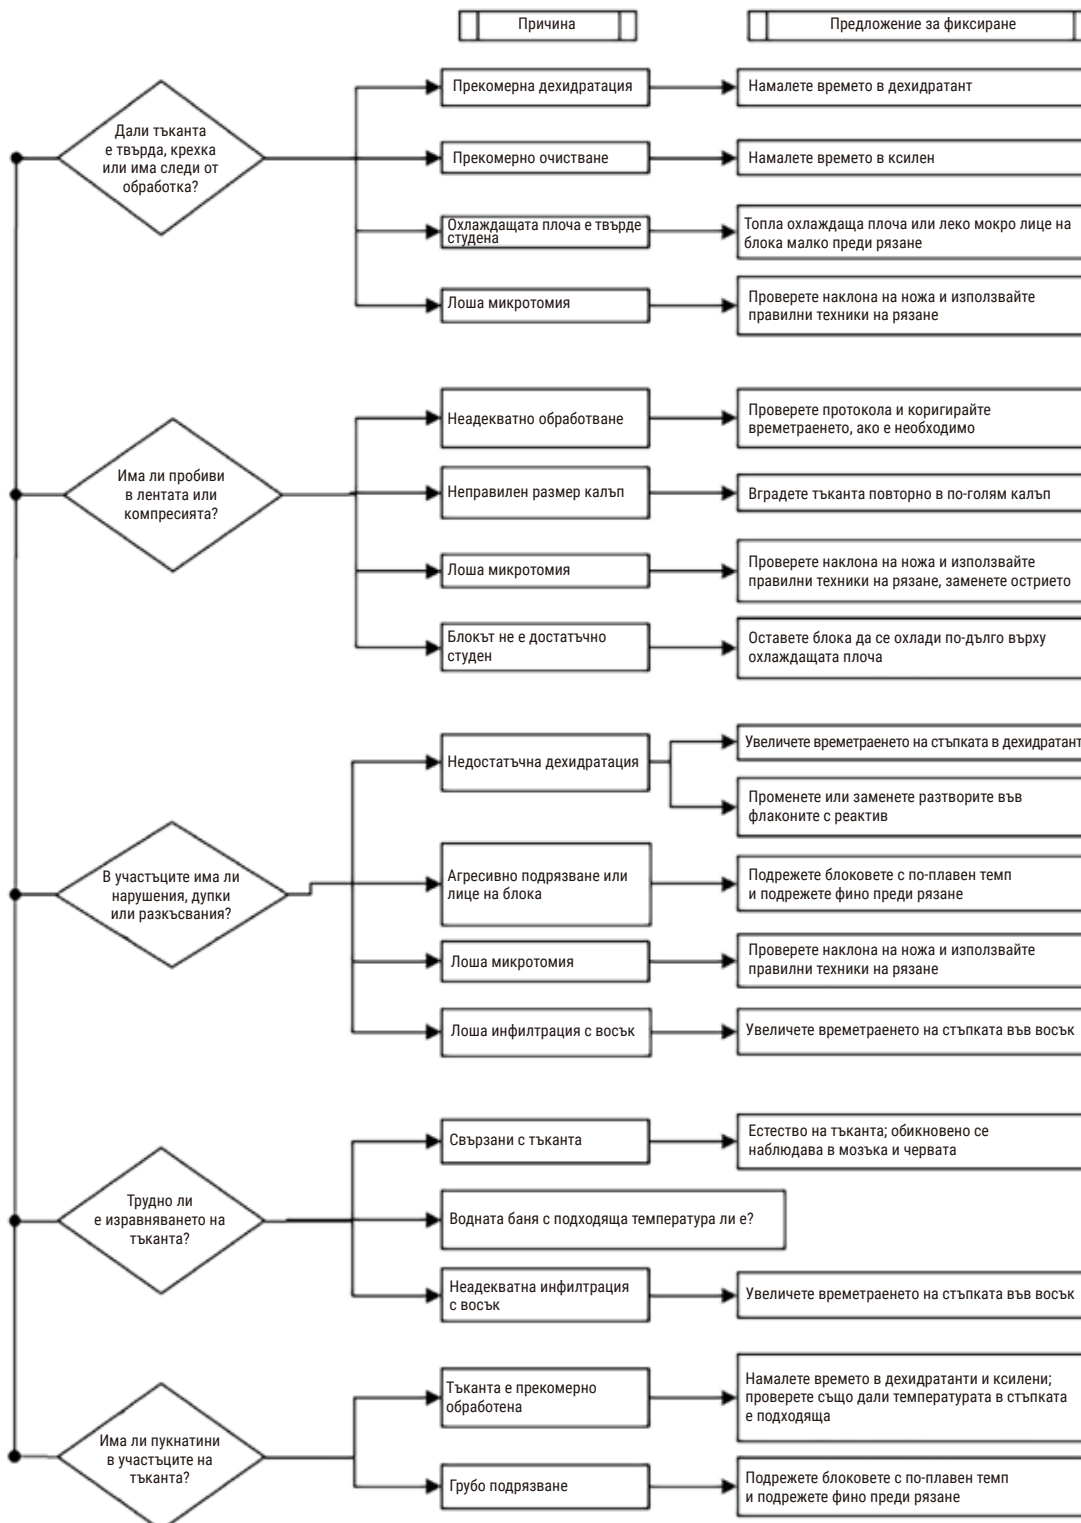 Причина
Предложение за фиксиране
Дали тъканта
е твърда, крехка
или има следи от
обработка?
Прекомерна дехидратация
Намалете времето в дехидратант
Прекомерно очистване
Намалете времето в ксилен
Охлаждащата плоча е твърде
студена
Топла охлаждаща плоча или леко мокро лице на
блока малко преди рязане
Лоша микротомия
Проверете наклона на ножа и използвайте
правилни техники на рязане
Има ли пробиви
в лентата или
компресията?
Неадекватно обработване
Проверете протокола и коригирайте
времетраенето, ако е необходимо
Неправилен размер калъп
Вградете тъканта повторно в по-голям калъп
Лоша микротомия
Проверете наклона на ножа и използвайте
правилни техники на рязане, заменете острието
Блокът не е достатъчно
студен
Оставете блока да се охлади по-дълго върху
охлаждащата плоча
В участъците има ли
нарушения, дупки
или разкъсвания?
Недостатъчна дехидратация
Увеличете времетраенето на стъпката в дехидратант
Променете или заменете разтворите във
флаконите с реактив
Агресивно подрязване или
лице на блока
Подрежете блоковете с по-плавен темп
и подрежете фино преди рязане
Лоша микротомия
Проверете наклона на ножа и използвайте
правилни техники на рязане
Лоша инфилтрация с восък
Увеличете времетраенето на стъпката във восък
Трудно ли
е изравняването на
тъканта?
Свързани с тъканта
Естество на тъканта; обикновено се
наблюдава в мозъка и червата
Водната баня с подходяща температура ли е?
Неадекватна инфилтрация
с восък
Увеличете времетраенето на стъпката във восък
Има ли пукнатини
в участъците на
тъканта?
Тъканта е прекомерно
обработена
Намалете времето в дехидратанти и ксилени;
проверете също дали температурата в стъпката
е подходяща
Грубо подрязване
Подрежете блоковете с по-плавен темп
и подрежете фино преди рязане